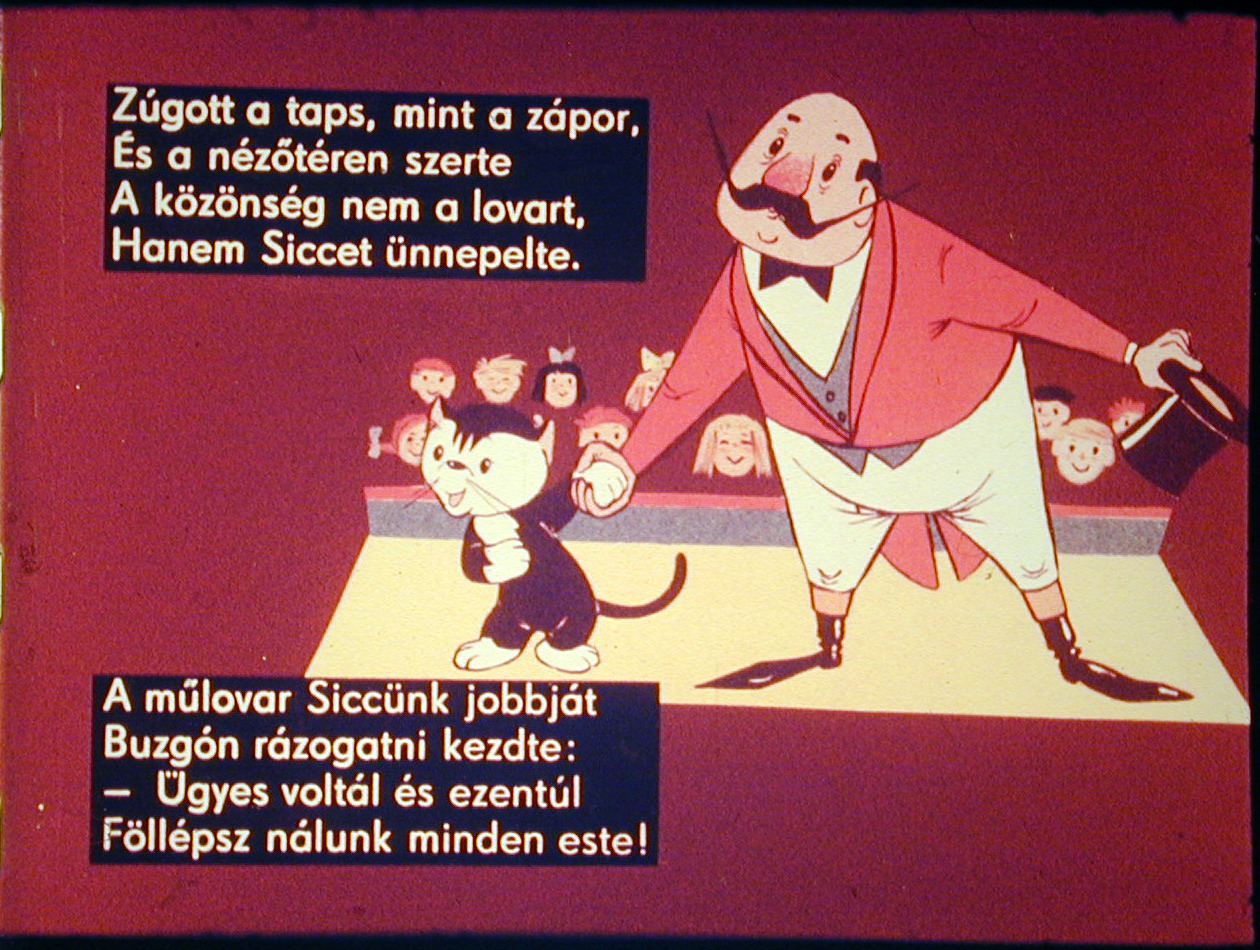 Zúgott a taps, mint a zápor,
És a nézőtéren szerte
A közönség nem a lovart,
Hanem Siccet ünnepelte.
A műlovar Siccünk jobbját
Buzgón rázogatni kezdte:
– Ügyes voltál és ezentúl
Föllépsz nálunk minden este!